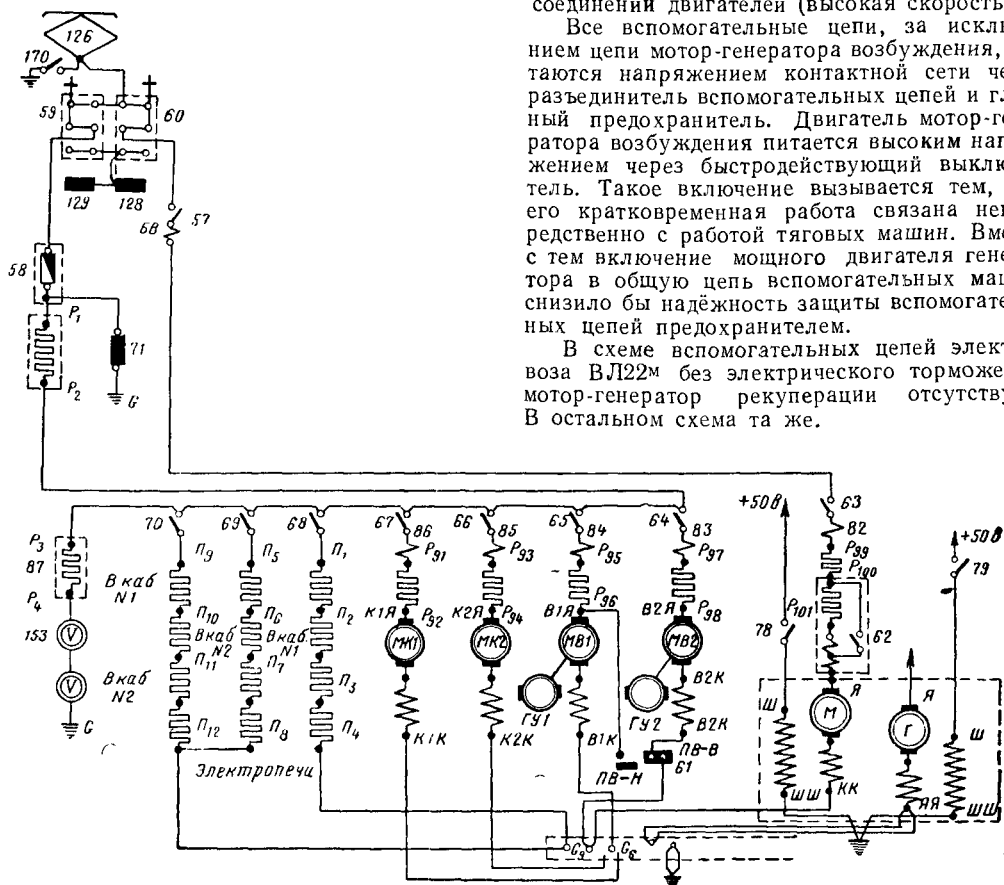 соединений двигателей (высокая скорость
Все вспомогательные цепи, за исклю
нием цепи мотор-генератора возбуждения,
таются напряжением контактной сети че
разъединитель вспомогательных цепей и гл
ный предохранитель. Двигатель мотор-ге
ратора возбуждения питается высоким нап
жением через быстродействующий выклю
тель. Такое включение вызывается тем,
его кратковременная работа связана неп
редственно с работой тяговых машин. Вме
с тем включение мощного двигателя гене
тора в общую цепь вспомогательных маш
снизило бы надёжность защиты вспомогате
ных цепей предохранителем.
В схеме вспомогательных цепей элект
воза ВЛ22м без электрического торможе
мотор-генератор рекуперации отсутству
В остальном схема та же.
126
170
59
60
129 128
68 57
58
P1
71
P2
G
70 69 68 67 86 66 85 65 84 64 83
+50В 63
82
+50В
79
P3
87
P4
В каб
N1
153
В каб
N2
G
П9 П5 П1 P91 P93 P95 P97
P99
P100
P101
78
62
П10 П6 П2 К1Я P92 К2Я P94 В1Я P96 В2Я P98
В каб
N2
В каб
N1
П11 П7 П3
МК1 МК2 МВ1 МВ2
ГУ1 ГУ2
П12 П8 П4 К1К К2К В1К В2К
В2К
ПВ-В
61
ПВ-Н
Электропечи
Я
М
Я
Г
Ш
Ш
ШШ КК ЯЯ ШШ
G9 G6